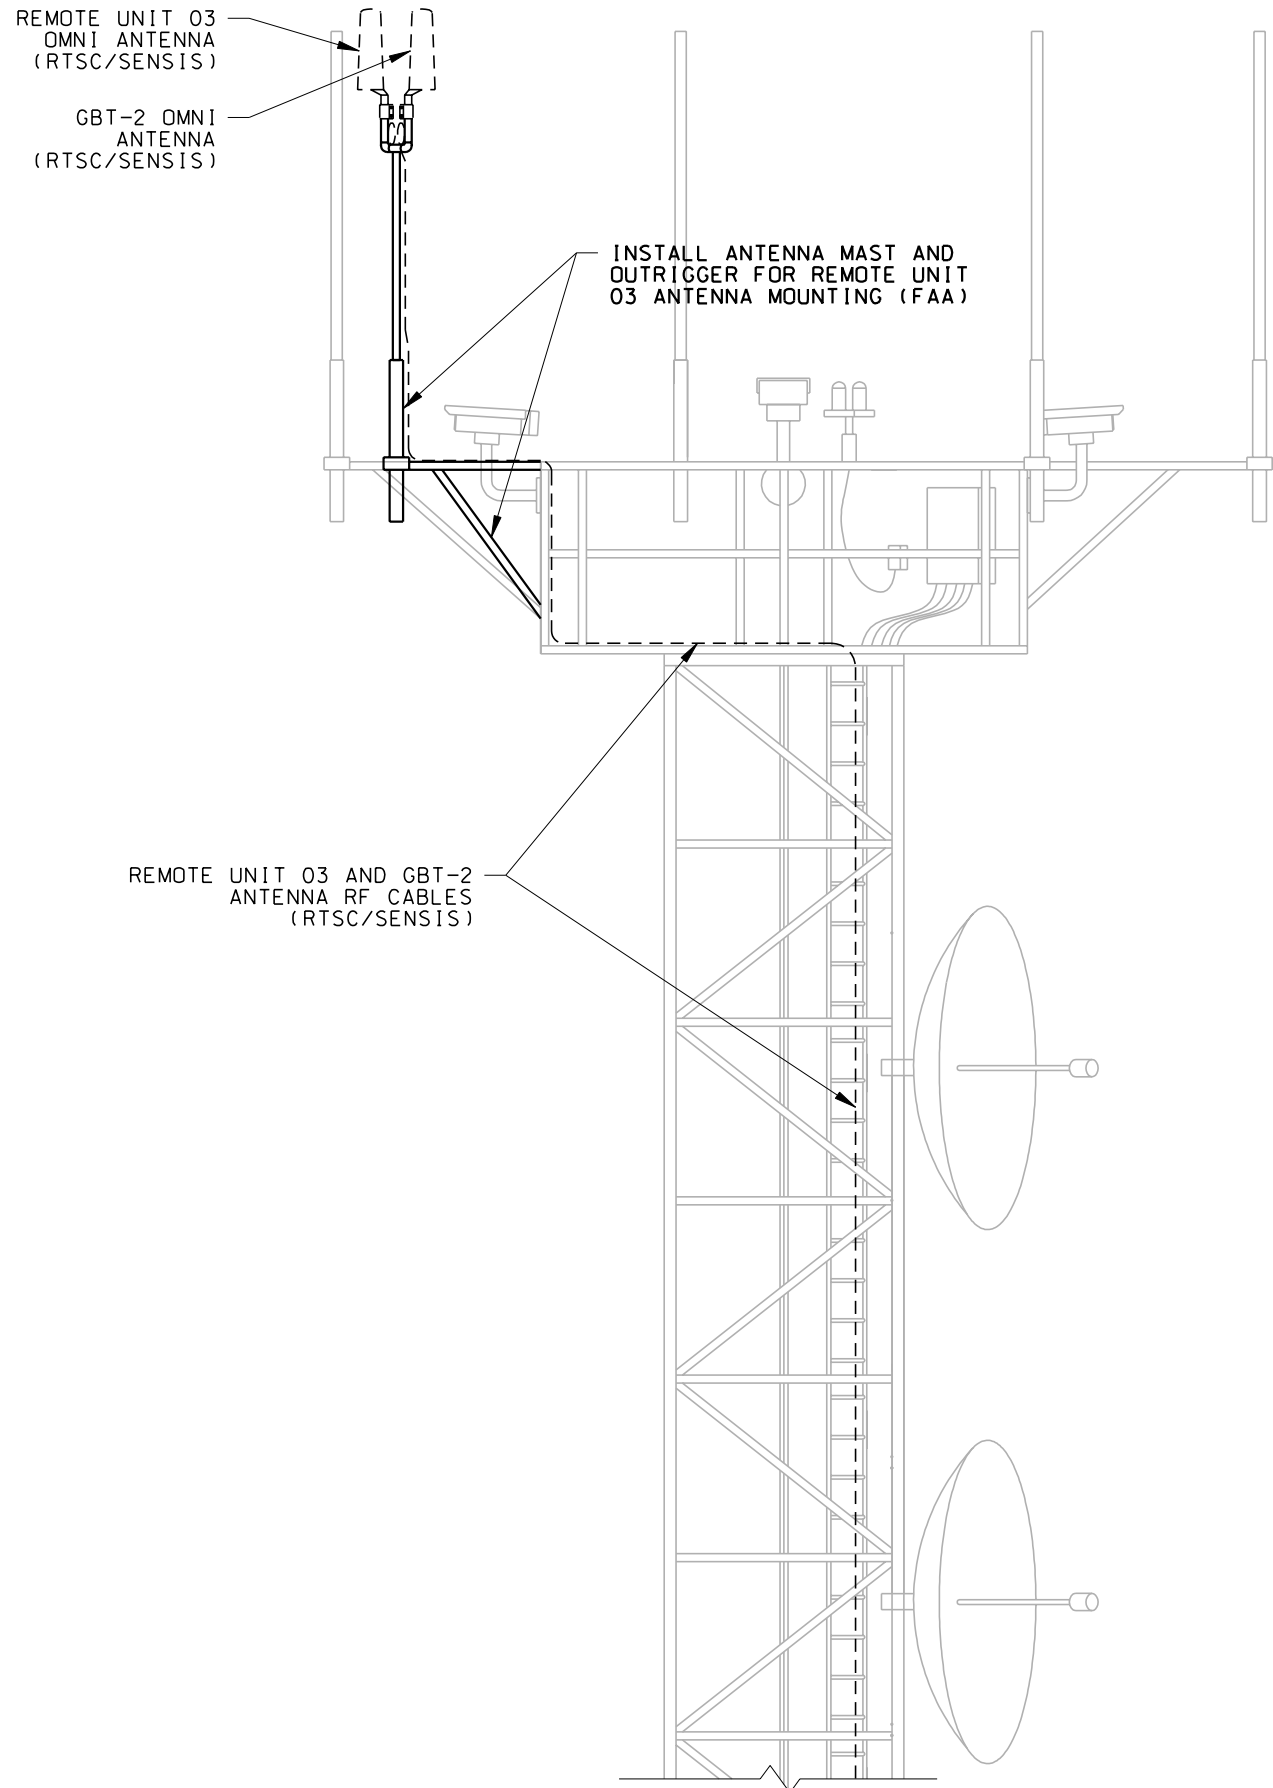 REMOTE UNIT 03
OMNI ANTENNA
(RTSC/SENSIS)
GBT-2 OMNI
ANTENNA
(RTSC/SENSIS)
INSTALL ANTENNA MAST AND
OUTRIGGER FOR REMOTE UNIT
03 ANTENNA MOUNTING (FAA)
REMOTE UNIT 03 AND GBT-2
ANTENNA RF CABLES
(RTSC/SENSIS)